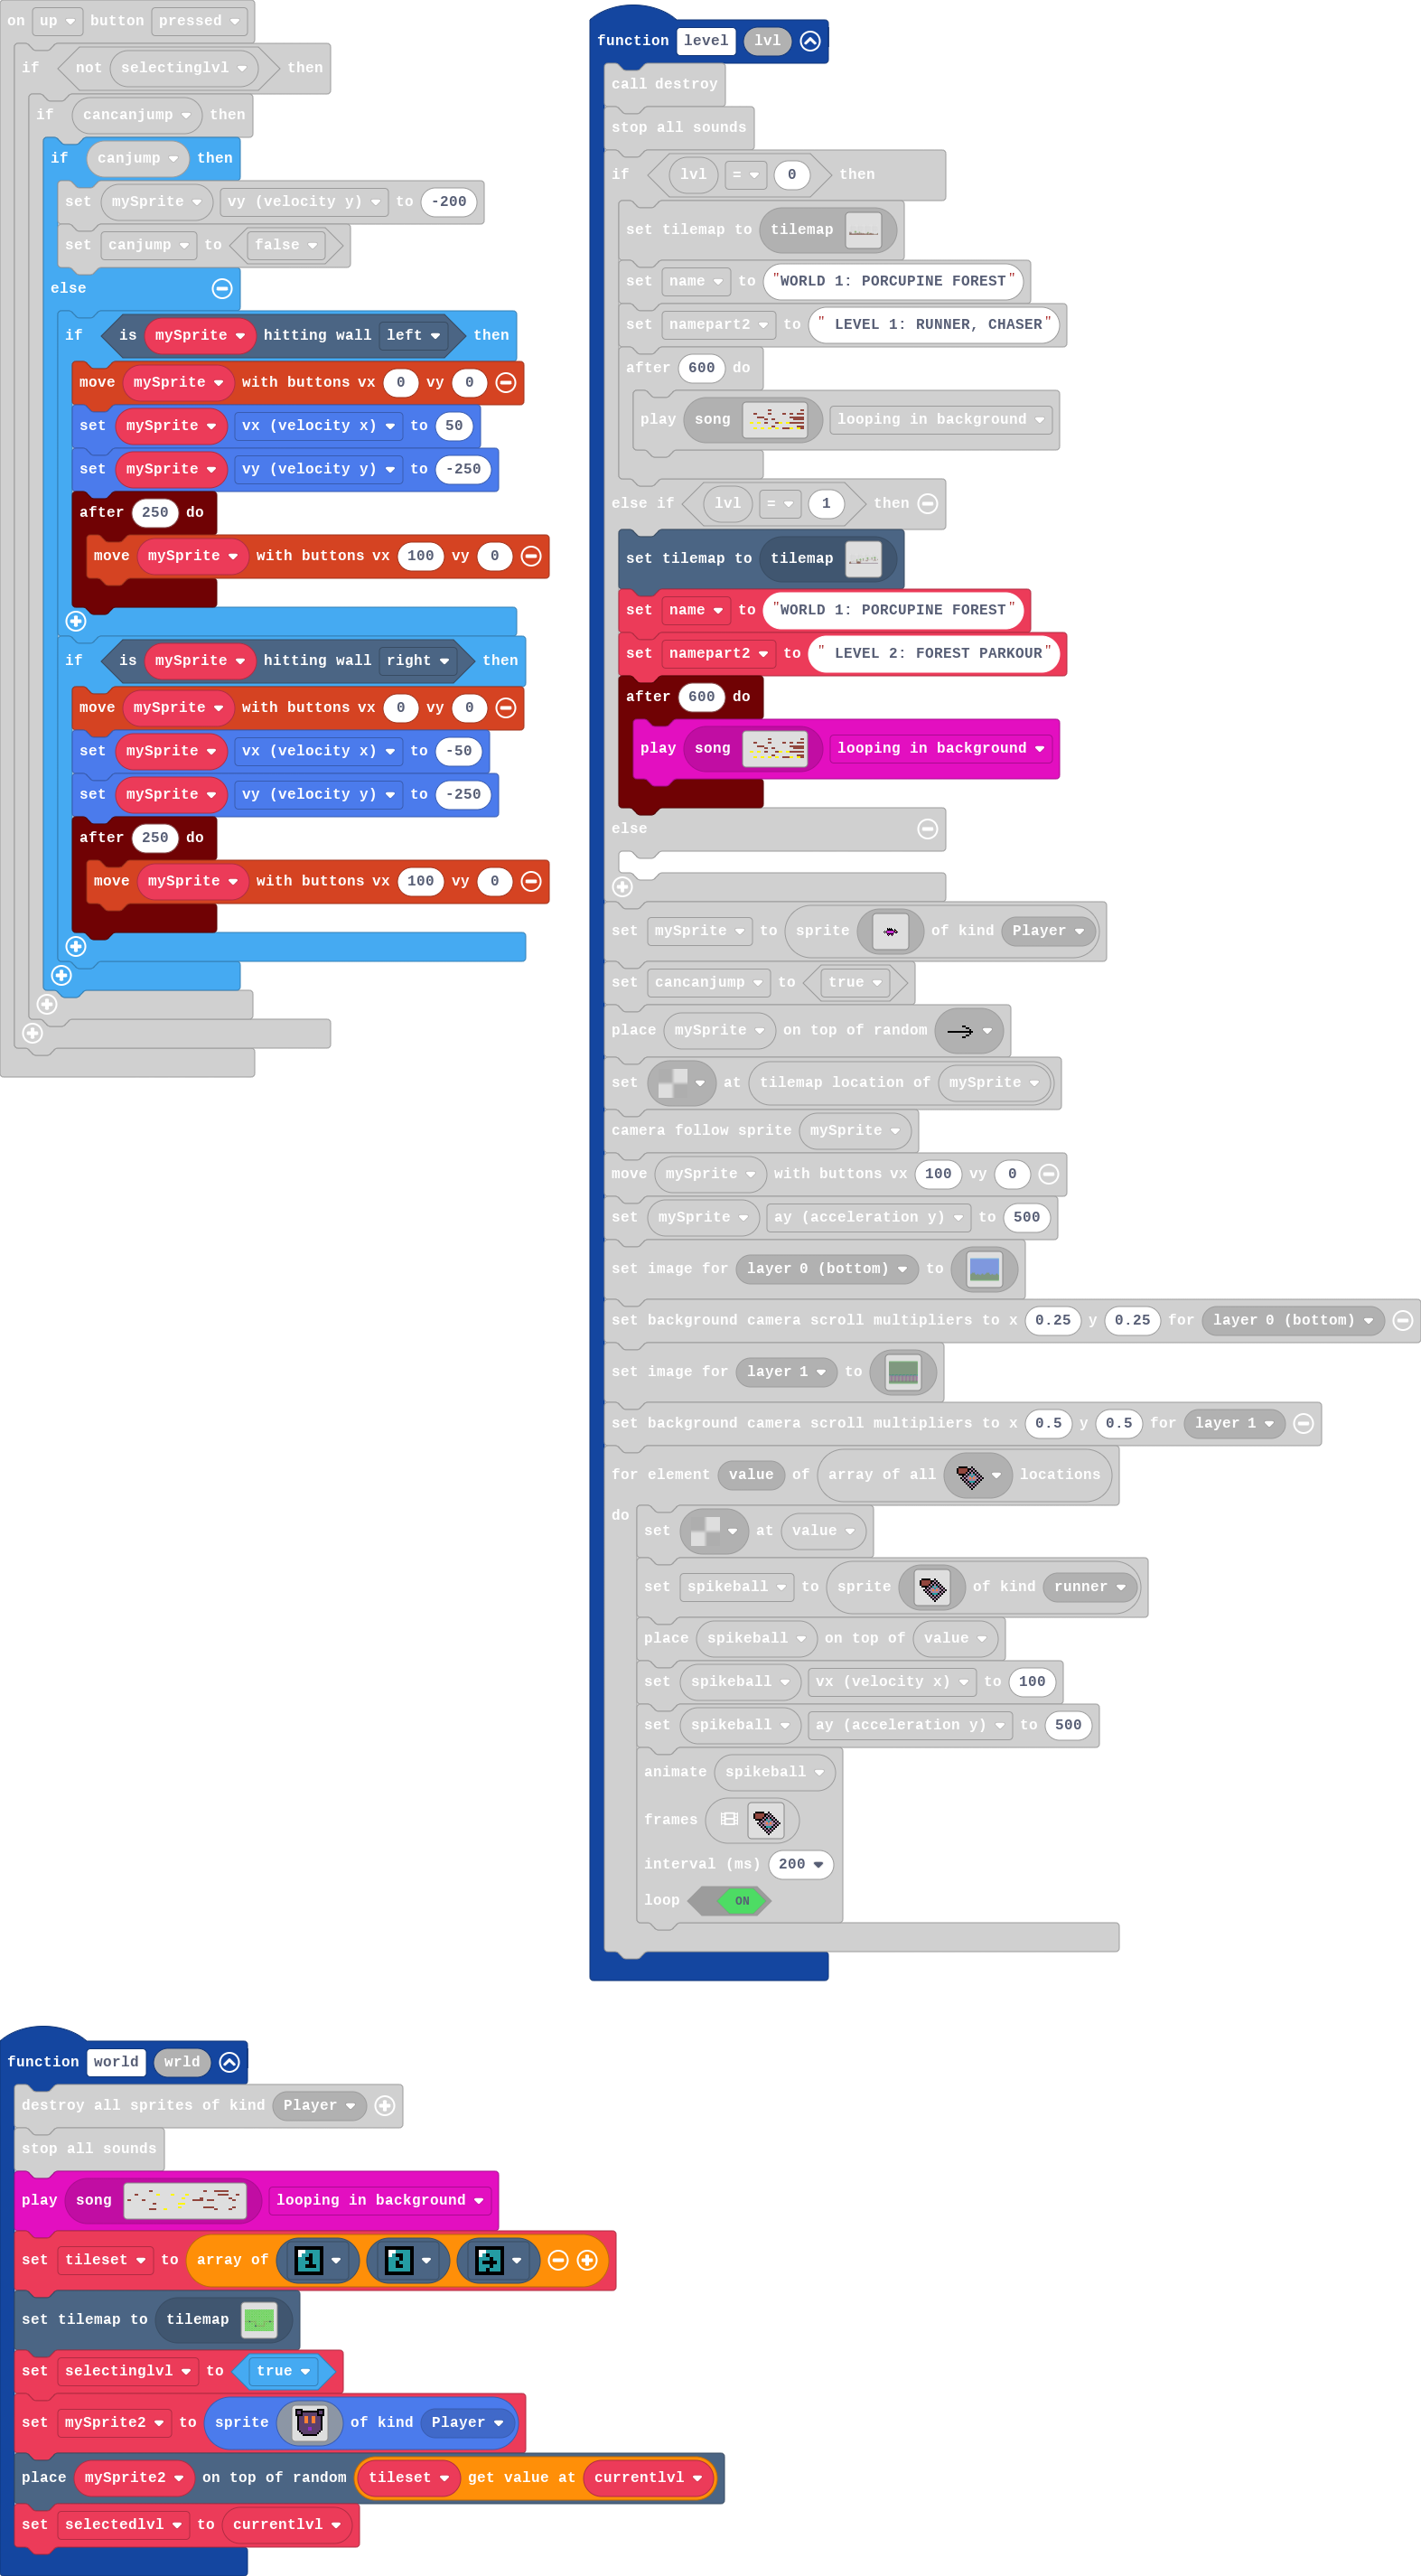 on up button pressed
if not selectinglvl then
if cancanjump then
if canjump then
set mySprite vy (velocity y) to -200
set canjump to false
else
if is mySprite hitting wall left then
move mySprite with buttons vx 0 vy 0
set mySprite vx (velocity x) to 50
set mySprite vy (velocity y) to -250
after 250 do
move mySprite with buttons vx 100 vy 0
if is mySprite hitting wall right then
move mySprite with buttons vx 0 vy 0
set mySprite vx (velocity x) to -50
set mySprite vy (velocity y) to -250
after 250 do
move mySprite with buttons vx 100 vy 0
function level lvl
call destroy
stop all sounds
if lvl = 0 then
set tilemap to tilemap
set name to "WORLD 1: PORCUPINE FOREST"
set namepart2 to " LEVEL 1: RUNNER, CHASER"
after 600 do
play song looping in background
else if lvl = 1 then
set tilemap to tilemap
set name to "WORLD 1: PORCUPINE FOREST"
set namepart2 to " LEVEL 2: FOREST PARKOUR"
after 600 do
play song looping in background
else
set mySprite to sprite of kind Player
set cancanjump to true
place mySprite on top of random
set at tilemap location of mySprite
camera follow sprite mySprite
move mySprite with buttons vx 100 vy 0
set mySprite ay (acceleration y) to 500
set image for layer 0 (bottom) to
set background camera scroll multipliers to x 0.25 y 0.25 for layer 0 (bottom)
set image for layer 1 to
set background camera scroll multipliers to x 0.5 y 0.5 for layer 1
for element value of array of all locations
do
set at value
set spikeball to sprite of kind runner
place spikeball on top of value
set spikeball vx (velocity x) to 100
set spikeball ay (acceleration y) to 500
animate spikeball
frames
interval (ms) 200
loop ON
function world wrld
destroy all sprites of kind Player
stop all sounds
play song looping in background
set tileset to array of 1 2
set tilemap to tilemap
set selectinglvl to true
set mySprite2 to sprite of kind Player
place mySprite2 on top of random tileset get value at currentlvl
set selectedlvl to currentlvl